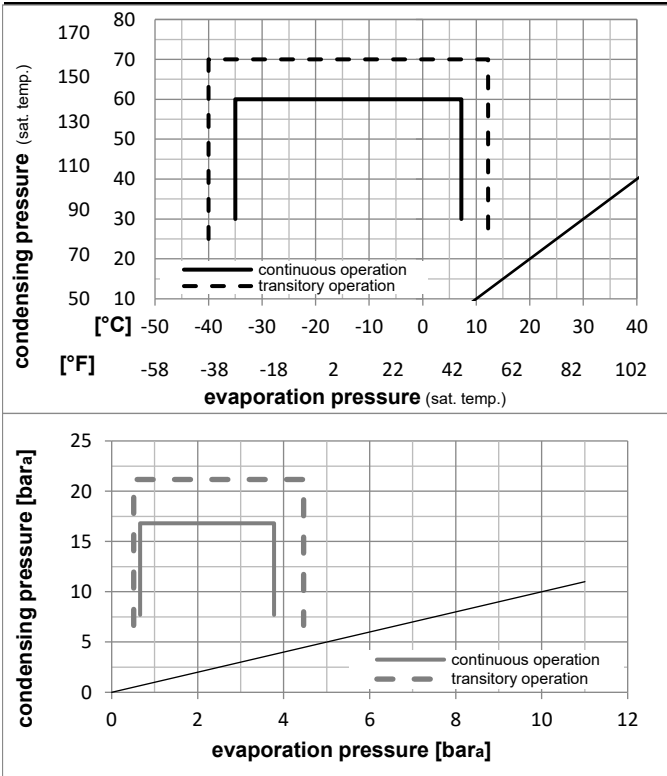 condensing pressure (sat. temp.)
170 80
70
150 60
130 50
110 40
90 30
70 20
50 10
continuous operation
transitory operation
[°C] -50 -40 -30 -20 -10 0 10 20 30 40
[°F] -58 -38 -18 2 22 42 62 82 102
evaporation pressure (sat. temp.)
condensing pressure [bara]
25
20
15
10
5
0
continuous operation
transitory operation
0 2 4 6 8 10 12
evaporation pressure [bara]